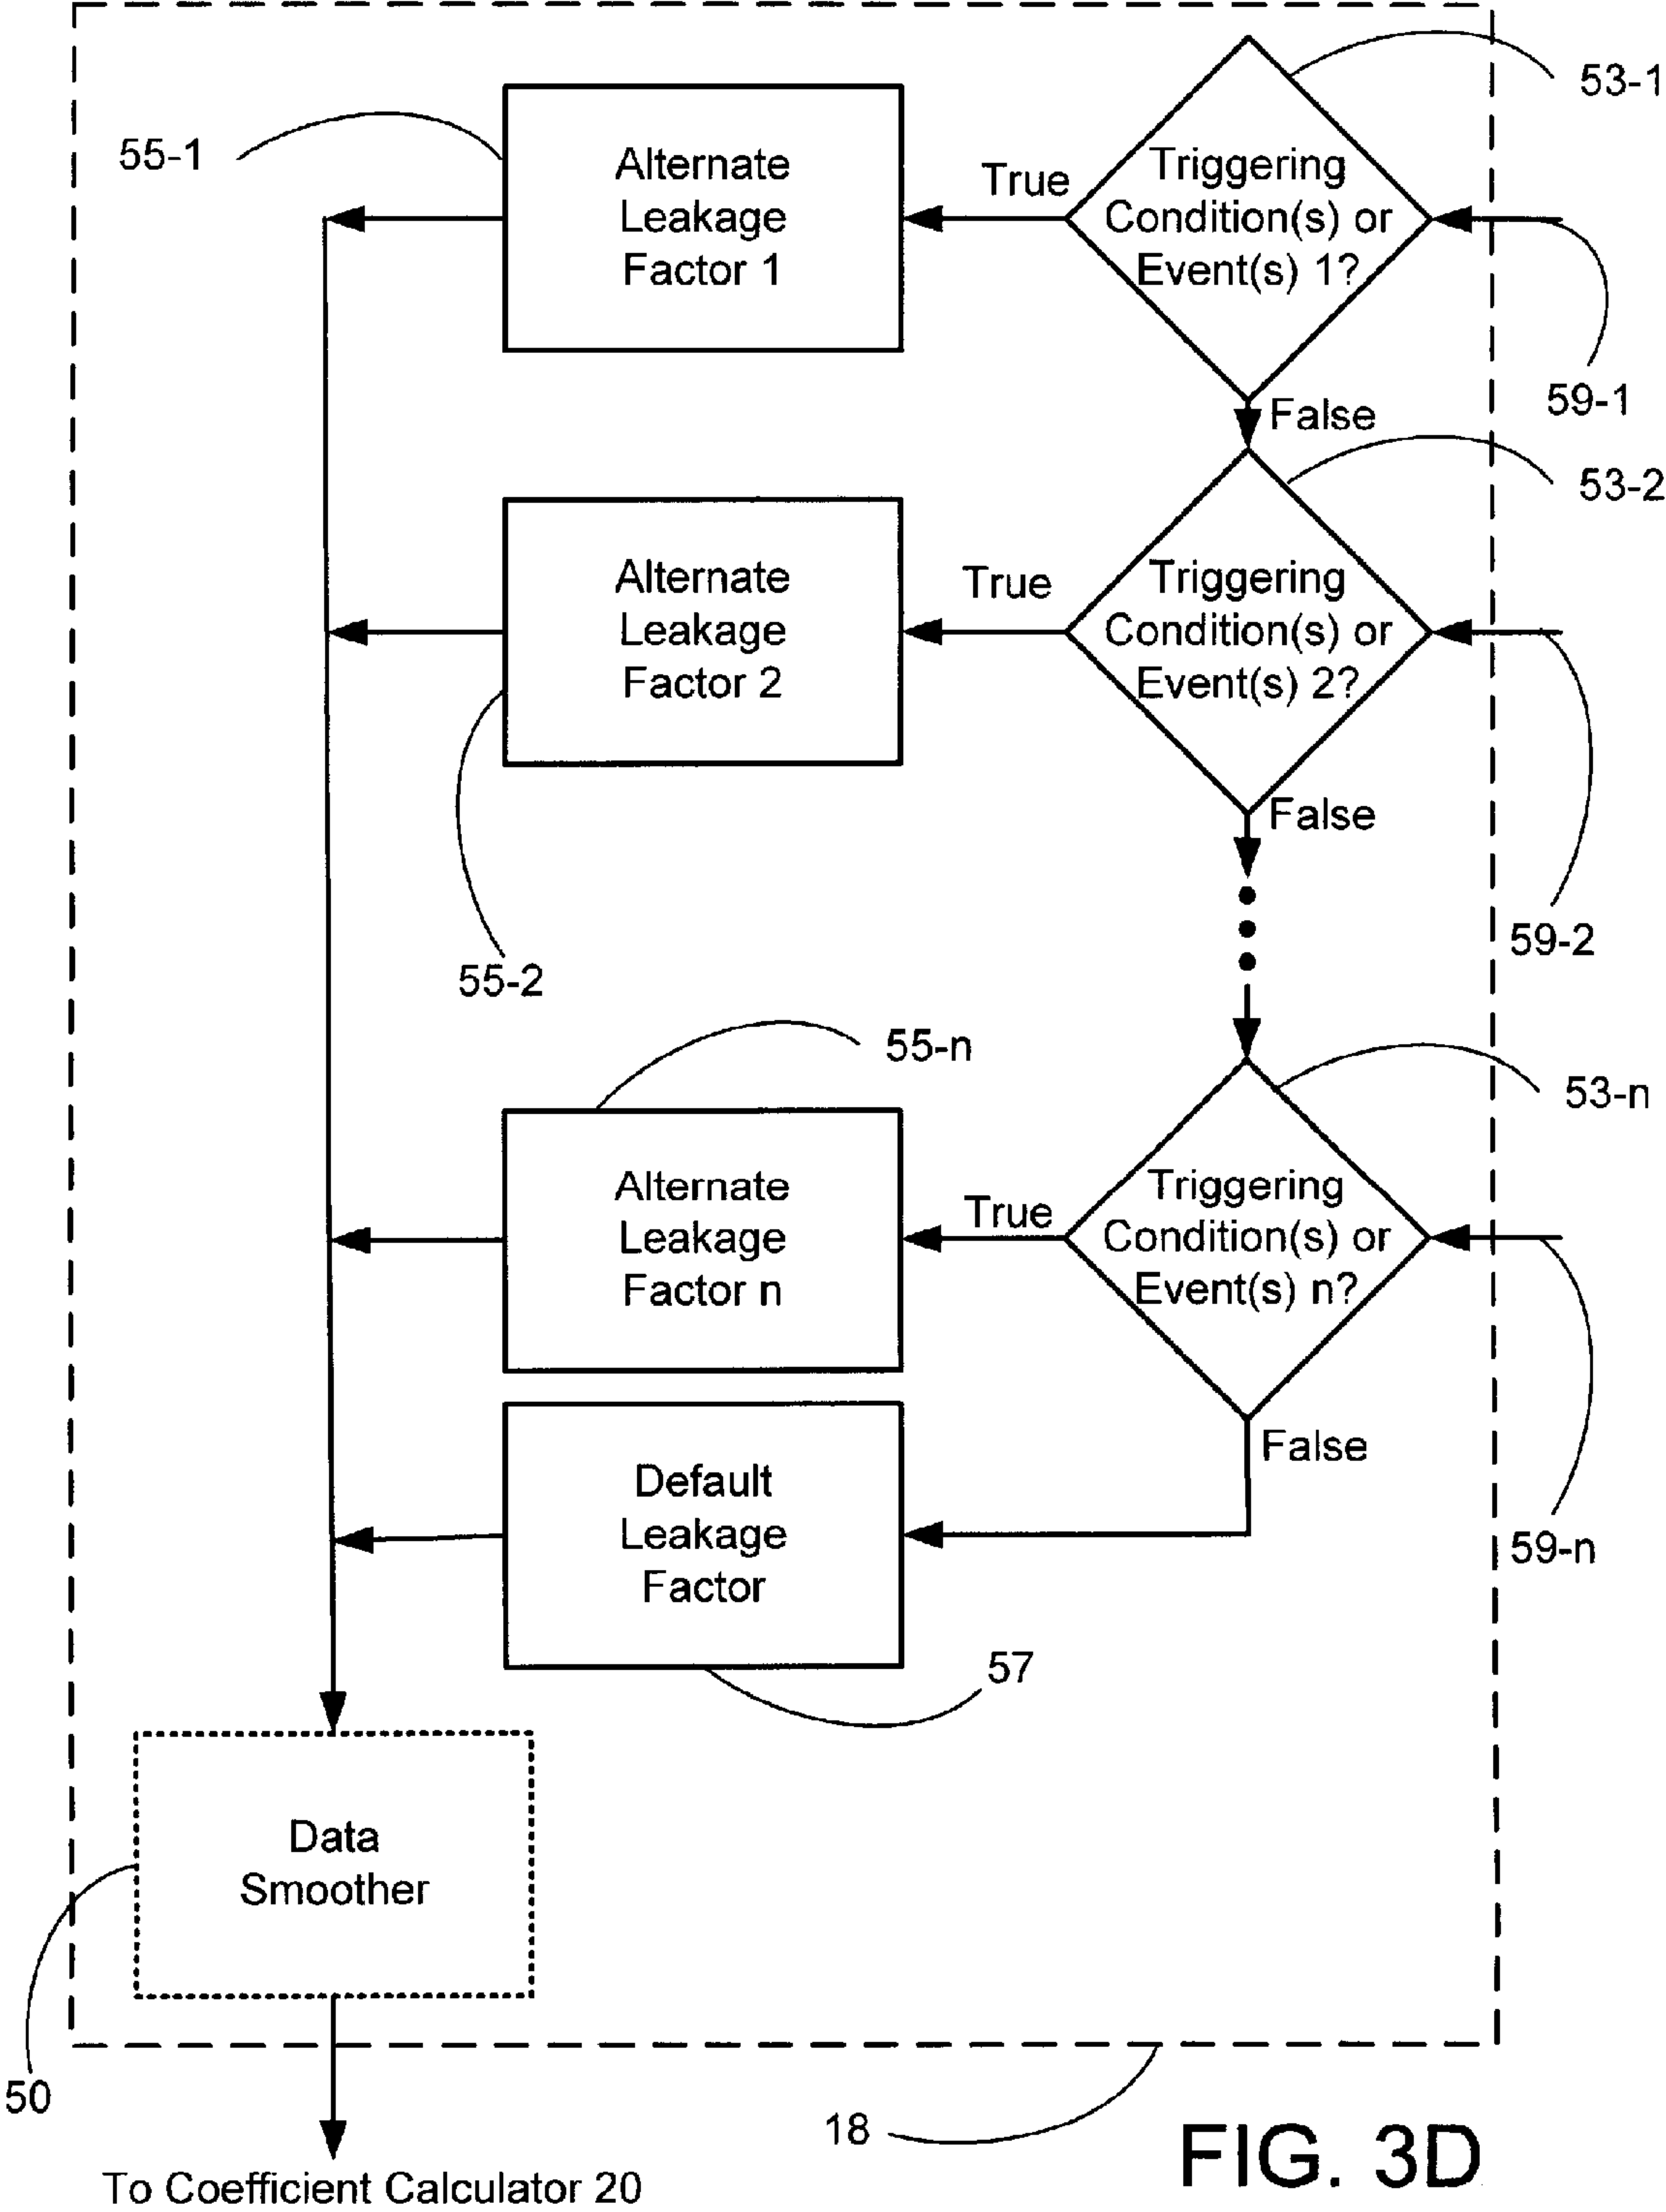 53-1
55-1
Alternate
Leakage
Factor 1
True
Triggering
Condition(s) or
Event(s) 1?
59-1
False
53-2
Alternate
Leakage
Factor 2
True
Triggering
Condition(s) or
Event(s) 2?
False
59-2
55-2
55-n
53-n
Alternate
Leakage
Factor n
True
Triggering
Condition(s) or
Event(s) n?
False
59-n
Default
Leakage
Factor
57
Data
Smoother
50
18
FIG. 3D
To Coefficient Calculator 20